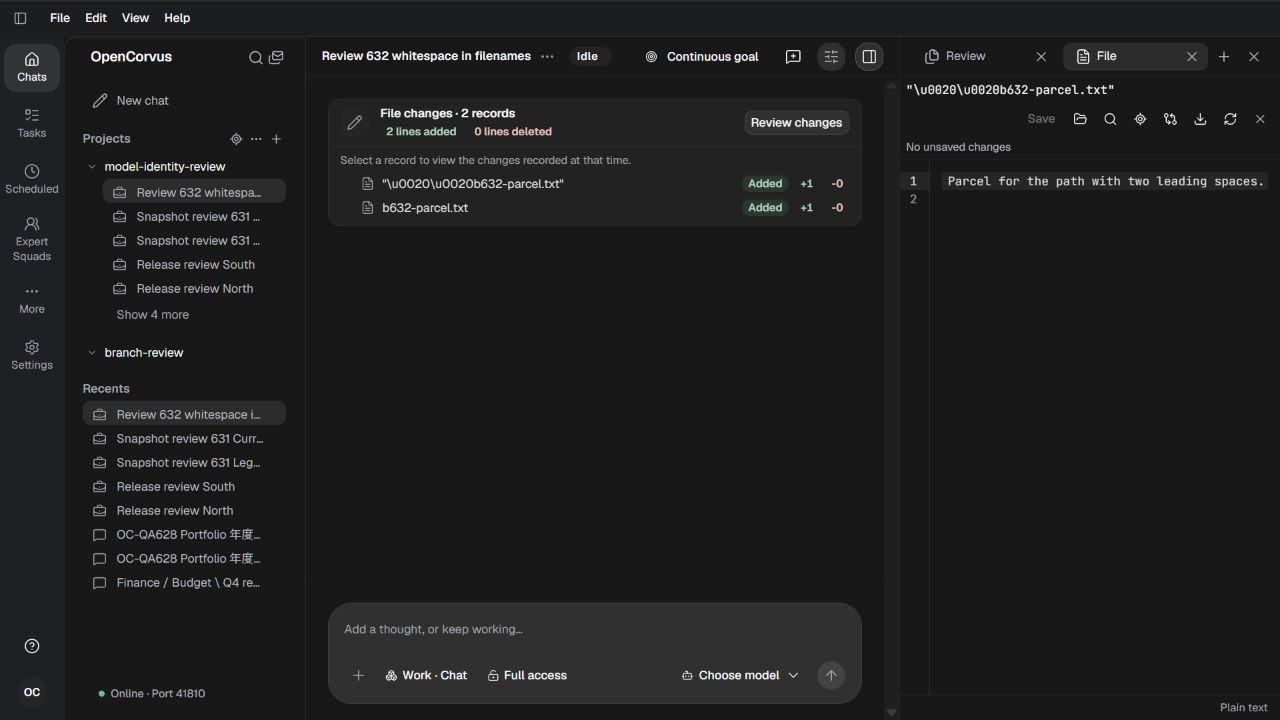 File Edit View Help
Chats
Tasks
Scheduled
Expert
Squads
More
Settings
OC
OpenCorvus
New chat
Projects
model-identity-review
Review 632 whitespa...
Snapshot review 631 ...
Snapshot review 631 ...
Release review South
Release review North
Show 4 more
branch-review
Recents
Review 632 whitespace i...
Snapshot review 631 Curr...
Snapshot review 631 Leg...
Release review South
Release review North
OC-QA628 Portfolio 年度...
OC-QA628 Portfolio 年度...
Finance / Budget \ Q4 re...
Online · Port 41810
Review 632 whitespace in filenames ... Idle Continuous goal
File changes · 2 records
2 lines added 0 lines deleted
Review changes
Select a record to view the changes recorded at that time.
"\u0020\u0020b632-parcel.txt" Added +1 -0
b632-parcel.txt Added +1 -0
Add a thought, or keep working...
Work · Chat Full access Choose model
Review File
"\u0020\u0020b632-parcel.txt"
Save
No unsaved changes
1 Parcel for the path with two leading spaces.
2
Plain text